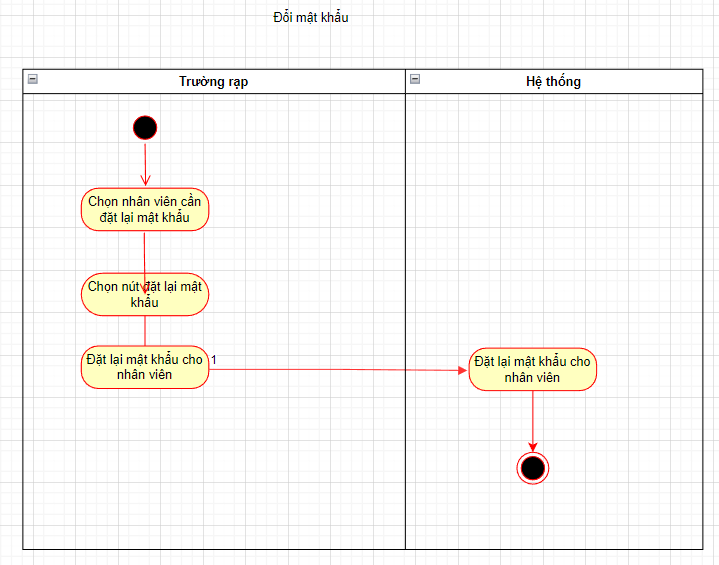 Đổi mật khẩu
Trường rạp
Hệ thống
Chọn nhân viên cần
đặt lại mật khẩu
Chọn nút đặt lại mật
khẩu
Đặt lại mật khẩu cho
nhân viên
1
Đặt lại mật khẩu cho
nhân viên